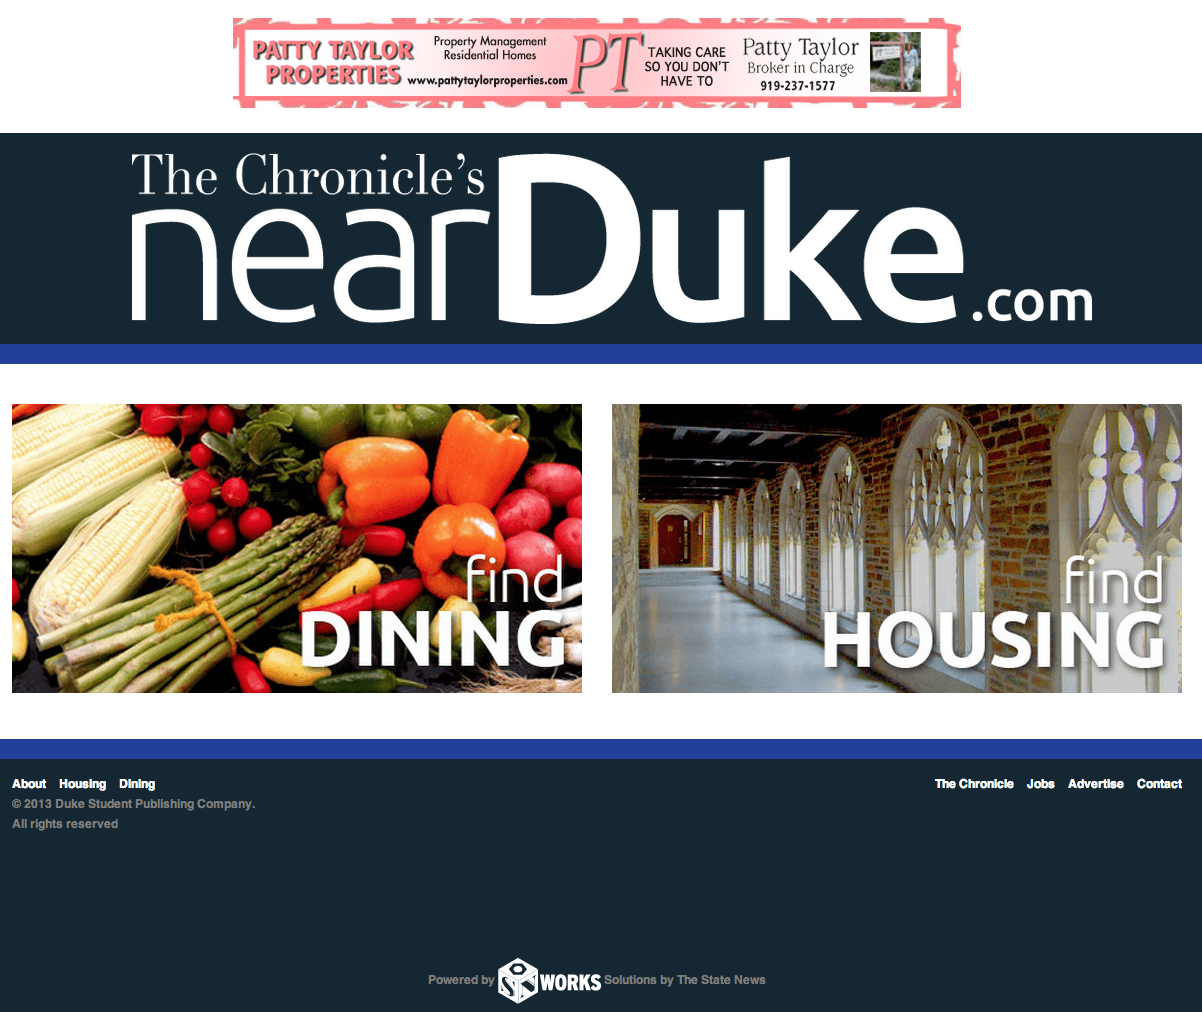 PATTY TAYLOR
PROPERTIES
Property Management
Residential Homes
www.pattytaylorproperties.com
PT
TAKING CARE
SO YOU DON'T
HAVE TO
Patty Taylor
Broker in Charge
919-237-1577
The Chronicle's
nearDuke.com
find
DINING
find
HOUSING
About Housing Dining
© 2013 Duke Student Publishing Company.
All rights reserved
The Chronicle Jobs Advertise Contact
Powered by SNWORKS Solutions by The State News